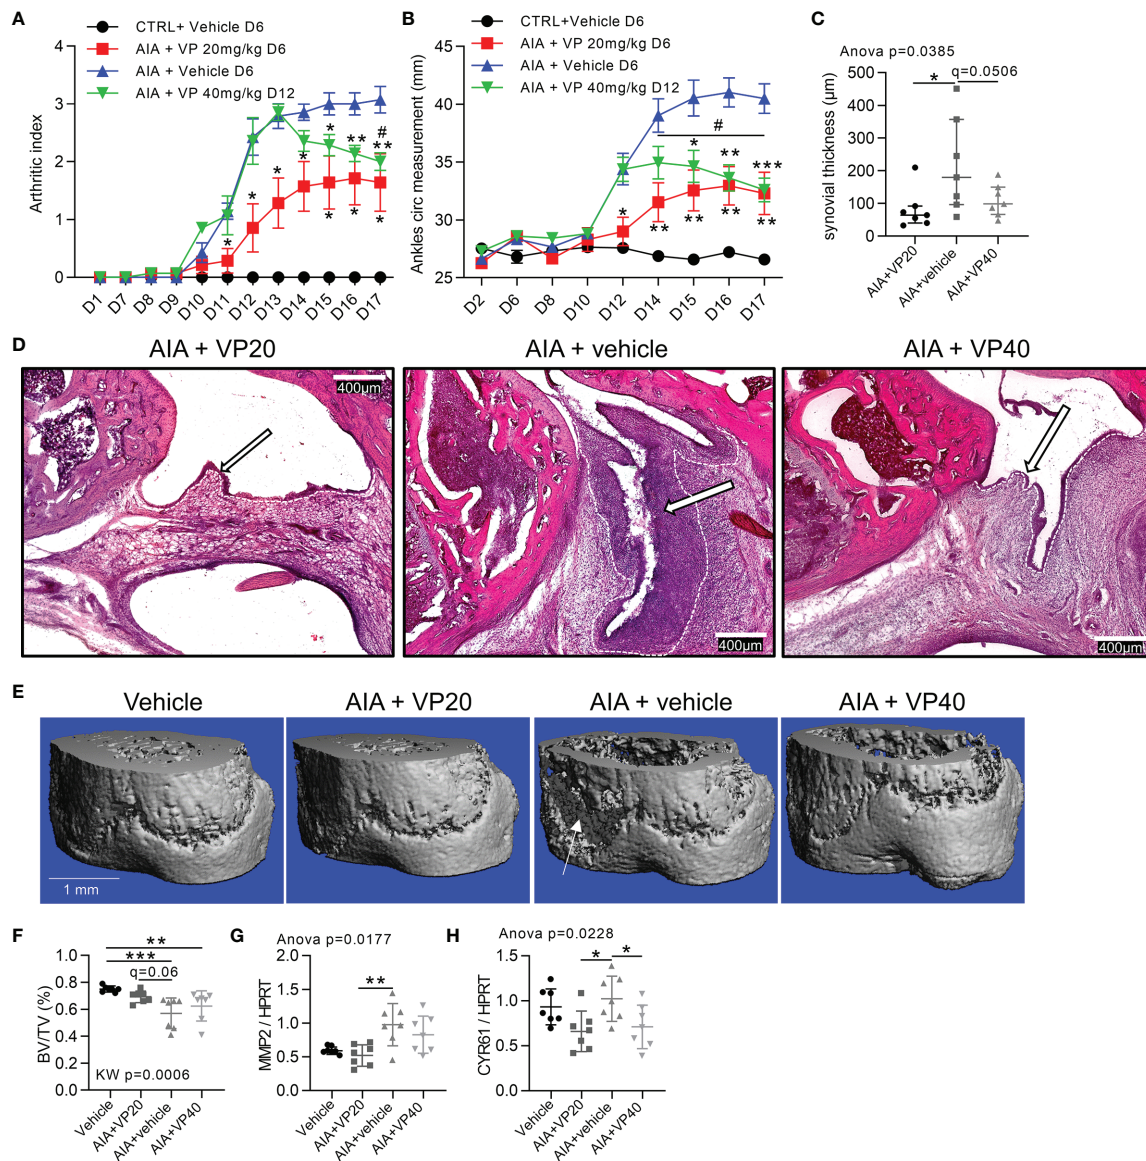 A
CTRL+ Vehicle D6
AIA + VP 20mg/kg D6
AIA + Vehicle D6
AIA + VP 40mg/kg D12
Arthritic index
4
3
2
1
0
* * * * * ** # **
* *
* *
D1 D7 D8 D9 D10 D11 D12 D13 D14 D15 D16 D17
B
CTRL+Vehicle D6
AIA + VP 20mg/kg D6
AIA + Vehicle D6
AIA + VP 40mg/kg D12
Ankles circ measurement (mm)
45
40
35
30
25
#
* ** ***
* ** ** ** **
D2 D6 D8 D10 D12 D14 D15 D16 D17
C
Anova p=0.0385
* q=0.0506
synovial thickness (µm)
500
400
300
200
100
0
AIA+VP20 AIA+vehicle AIA+VP40
D
AIA + VP20 AIA + vehicle AIA + VP40
400µm
400µm
400µm
E
Vehicle AIA + VP20 AIA + vehicle AIA + VP40
1 mm
F
**
***
q=0.06
BV/TV (%)
1.0
0.8
0.6
0.4
0.2
0.0
KW p=0.0006
Vehicle AIA+VP20 AIA+vehicle AIA+VP40
G
Anova p=0.0177
**
MMP2 / HPRT
2.0
1.5
1.0
0.5
0.0
Vehicle AIA+VP20 AIA+vehicle AIA+VP40
H
Anova p=0.0228
* *
CYR61 / HPRT
1.5
1.0
0.5
0.0
Vehicle AIA+VP20 AIA+vehicle AIA+VP40